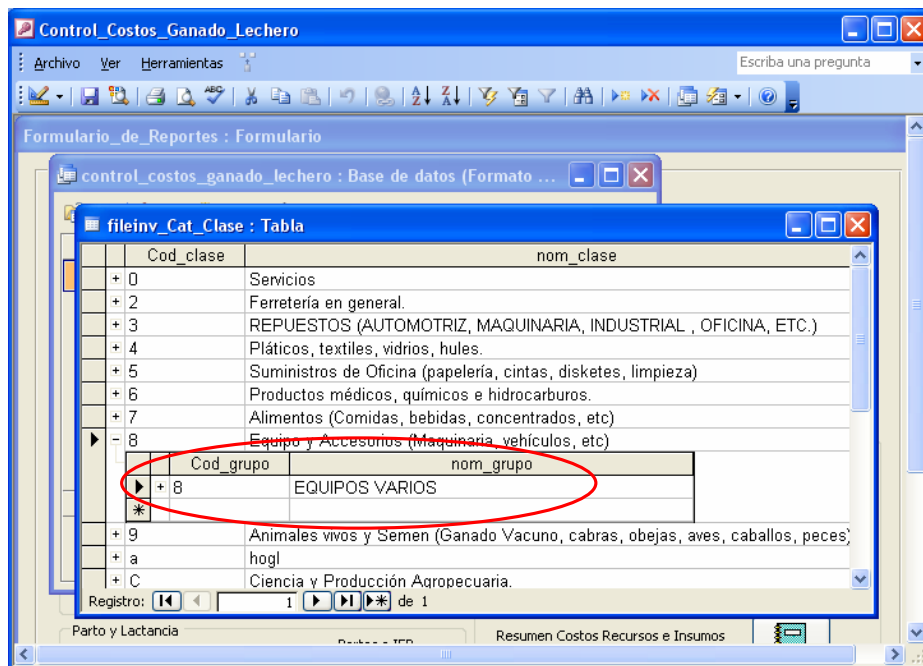 Control_Costos_Ganado_Lechero
Archivo Ver Herramientas
Escriba una pregunta
Formulario_de_Reportes : Formulario
control_costos_ganado_lechero : Base de datos (Formato ...
fileinv_Cat_Clase : Tabla
Cod_clase nom_clase
+ 0 Servicios
+ 2 Ferretería en general.
+ 3 REPUESTOS (AUTOMOTRIZ, MAQUINARIA, INDUSTRIAL , OFICINA, ETC.)
+ 4 Pláticos, textiles, vidrios, hules.
+ 5 Suministros de Oficina (papelería, cintas, disketes, limpieza)
+ 6 Productos médicos, químicos e hidrocarburos.
+ 7 Alimentos (Comidas, bebidas, concentrados, etc)
- 8 Equipo y Accesorios (Maquinaria, vehículos, etc)
Cod_grupo nom_grupo
+ 8 EQUIPOS VARIOS
+ 9 Animales vivos y Semen (Ganado Vacuno, cabras, obejas, aves, caballos, peces)
+ a hogl
+ C Ciencia y Producción Agropecuaria.
Registro: 1 de 1
Parto y Lactancia
Resumen Costos Recursos e Insumos